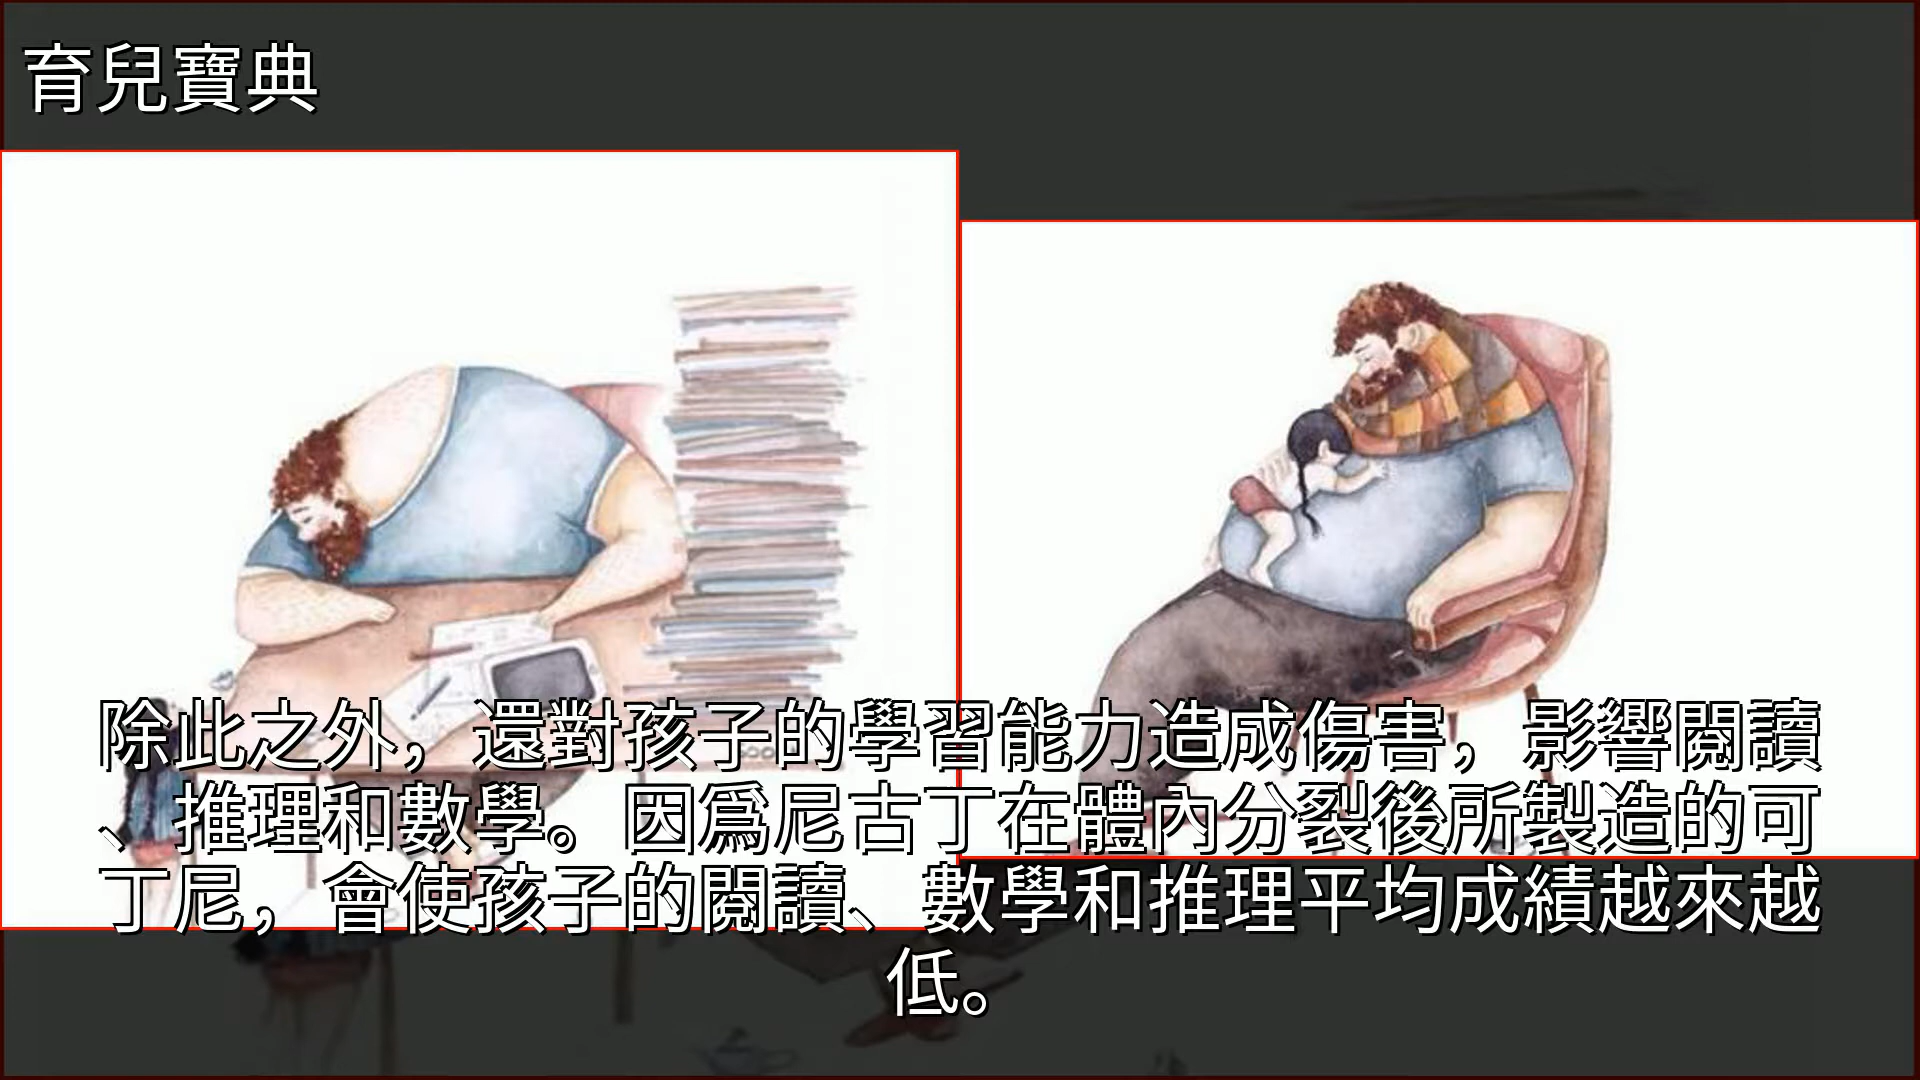 育兒寶典
除此之外，還對孩子的學習能力造成傷害，影響閱讀
、推理和數學。因爲尼古丁在體內分裂後所製造的可
丁尼，會使孩子的閱讀、數學和推理平均成績越來越
低。